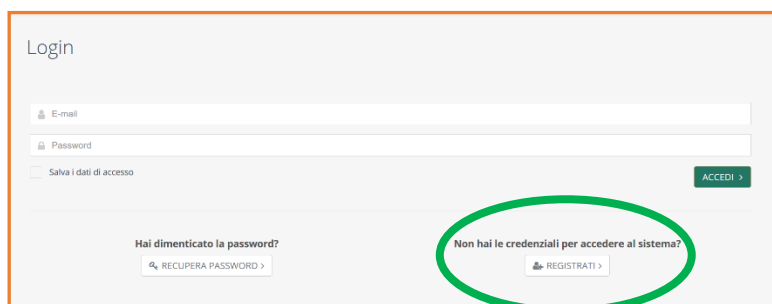 Login
E-mail
Password
Salva i dati di accesso
ACCEDI >
Hai dimenticato la password?
RECUPERA PASSWORD >
Non hai le credenziali per accedere al sistema?
REGISTRATI >